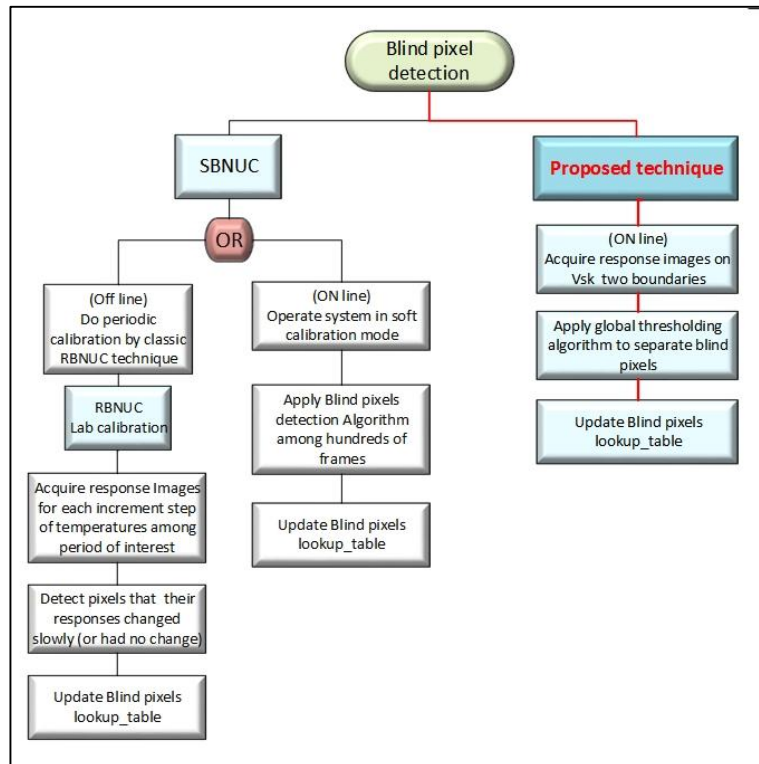 Blind pixel
detection
SBNUC
OR
(Off line)
Do periodic
calibration by classic
RBNUC technique
RBNUC
Lab calibration
Acquire response Images
for each increment step
of temperatures among
period of interest
Detect pixels that their
responses changed
slowly (or had no change)
Update Blind pixels
lookup_table
(ON line)
Operate system in soft
calibration mode
Apply Blind pixels
detection Algorithm
among hundreds of
frames
Update Blind pixels
lookup_table
Proposed technique
(ON line)
Acquire response images on
Vsk two boundaries
Apply global thresholding
algorithm to separate blind
pixels
Update Blind pixels
lookup_table